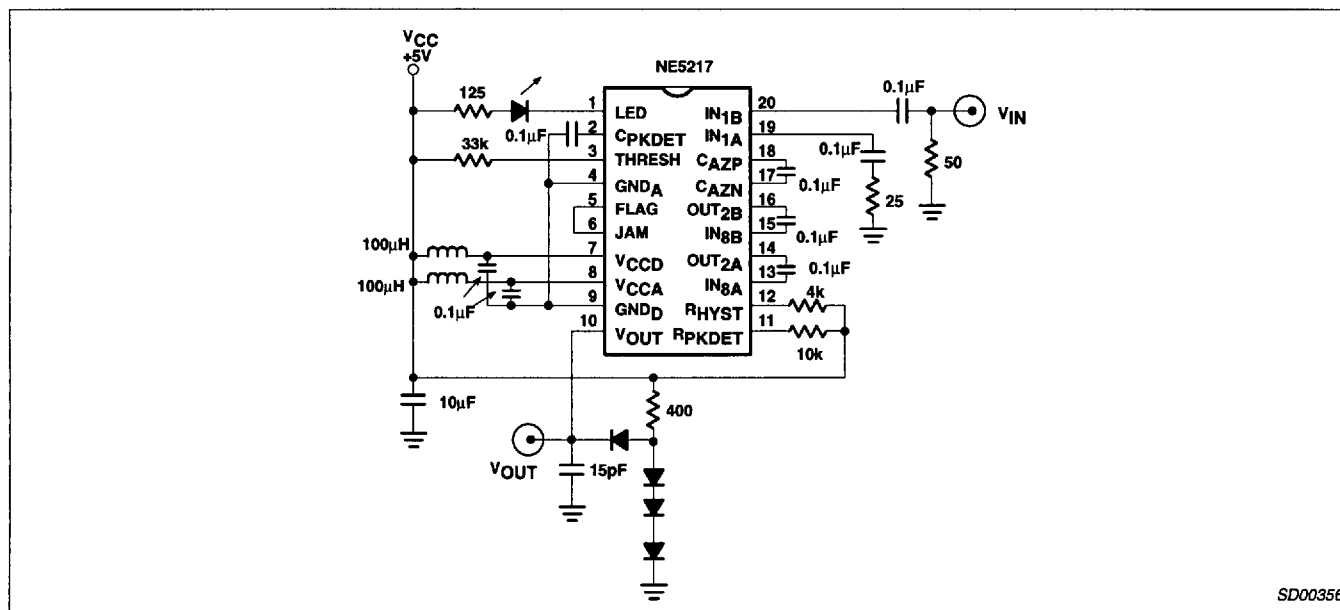 VCC
+5V
NE5217
125
0.1µF
33k
100µH
100µH
0.1µF
1
2
3
4
5
6
7
8
9
10
LED
CPKDET
THRESH
GNDA
FLAG
JAM
VCCD
VCCA
GNDD
VOUT
IN1B
IN1A
CAZP
CAZN
OUT2B
IN8B
OUT2A
IN8A
RHYST
RPKDET
20
19
18
17
16
15
14
13
12
11
0.1µF
VIN
0.1µF
50
0.1µF
25
0.1µF
0.1µF
4k
10k
10µF
400
VOUT
15pF
SD00356